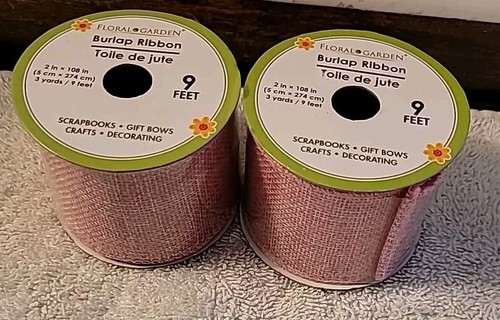 FLORAL GARDEN
Burlap Ribbon
Toile de jute
2 in x 108 in
(5 cm x 274 cm)
3 yards / 9 feet
9
FEET
SCRAPBOOKS • GIFT BOWS
CRAFTS • DECORATING
FLORAL GARDEN
Burlap Ribbon
Toile de jute
2 in x 108 in
(5 cm x 274 cm)
3 yards / 9 feet
9
FEET
SCRAPBOOKS • GIFT BOWS
CRAFTS • DECORATING